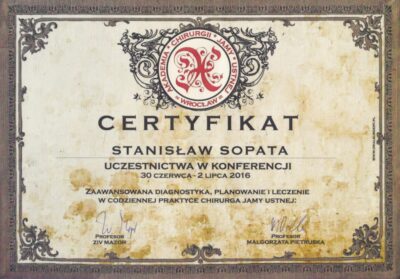 AKADEMIA CHIRURGII JAMY USTNEJ
WROCŁAW
CERTYFIKAT
STANISŁAW SOPATA
UCZESTNICTWA W KONFERENCJI
30 CZERWCA - 2 LIPCA 2016
ZAAWANSOWANA DIAGNOSTYKA, PLANOWANIE I LECZENIE
W CODZIENNEJ PRAKTYCE CHIRURGA JAMY USTNEJ:
PROFESOR
ZIV MAZOR
PROFESOR
MAŁGORZATA PIETRUSKA